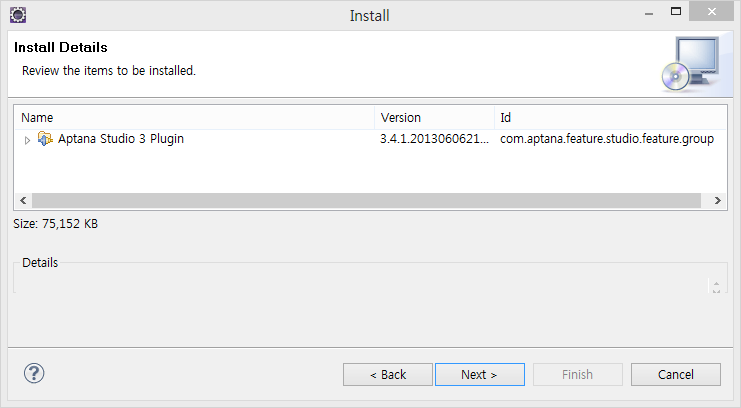 Install
Install Details
Review the items to be installed.
Name Version Id
Aptana Studio 3 Plugin 3.4.1.2013060621... com.aptana.feature.studio.feature.group
Size: 75,152 KB
Details
?
< Back Next > Finish Cancel